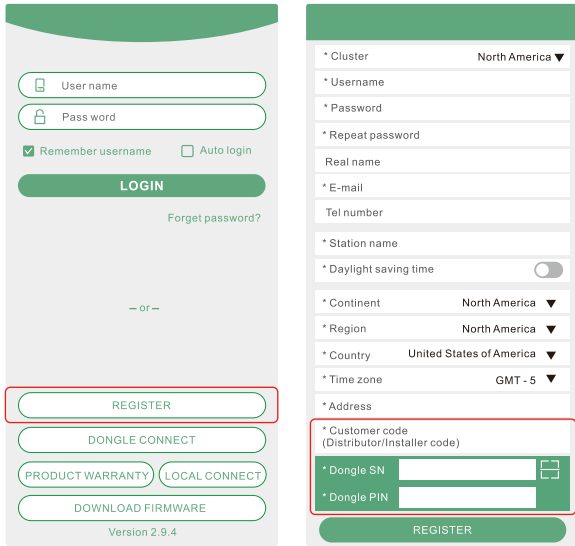 User name
Pass word
Remember username
Auto login
LOGIN
Forget password?
– or –
REGISTER
DONGLE CONNECT
PRODUCT WARRANTY
LOCAL CONNECT
DOWNLOAD FIRMWARE
Version 2.9.4
* Cluster North America ▼
* Username
* Password
* Repeat password
Real name
* E-mail
Tel number
* Station name
* Daylight saving time
* Continent North America ▼
* Region North America ▼
* Country United States of America ▼
* Time zone GMT - 5 ▼
* Address
* Customer code
(Distributor/Installer code)
* Dongle SN
* Dongle PIN
REGISTER